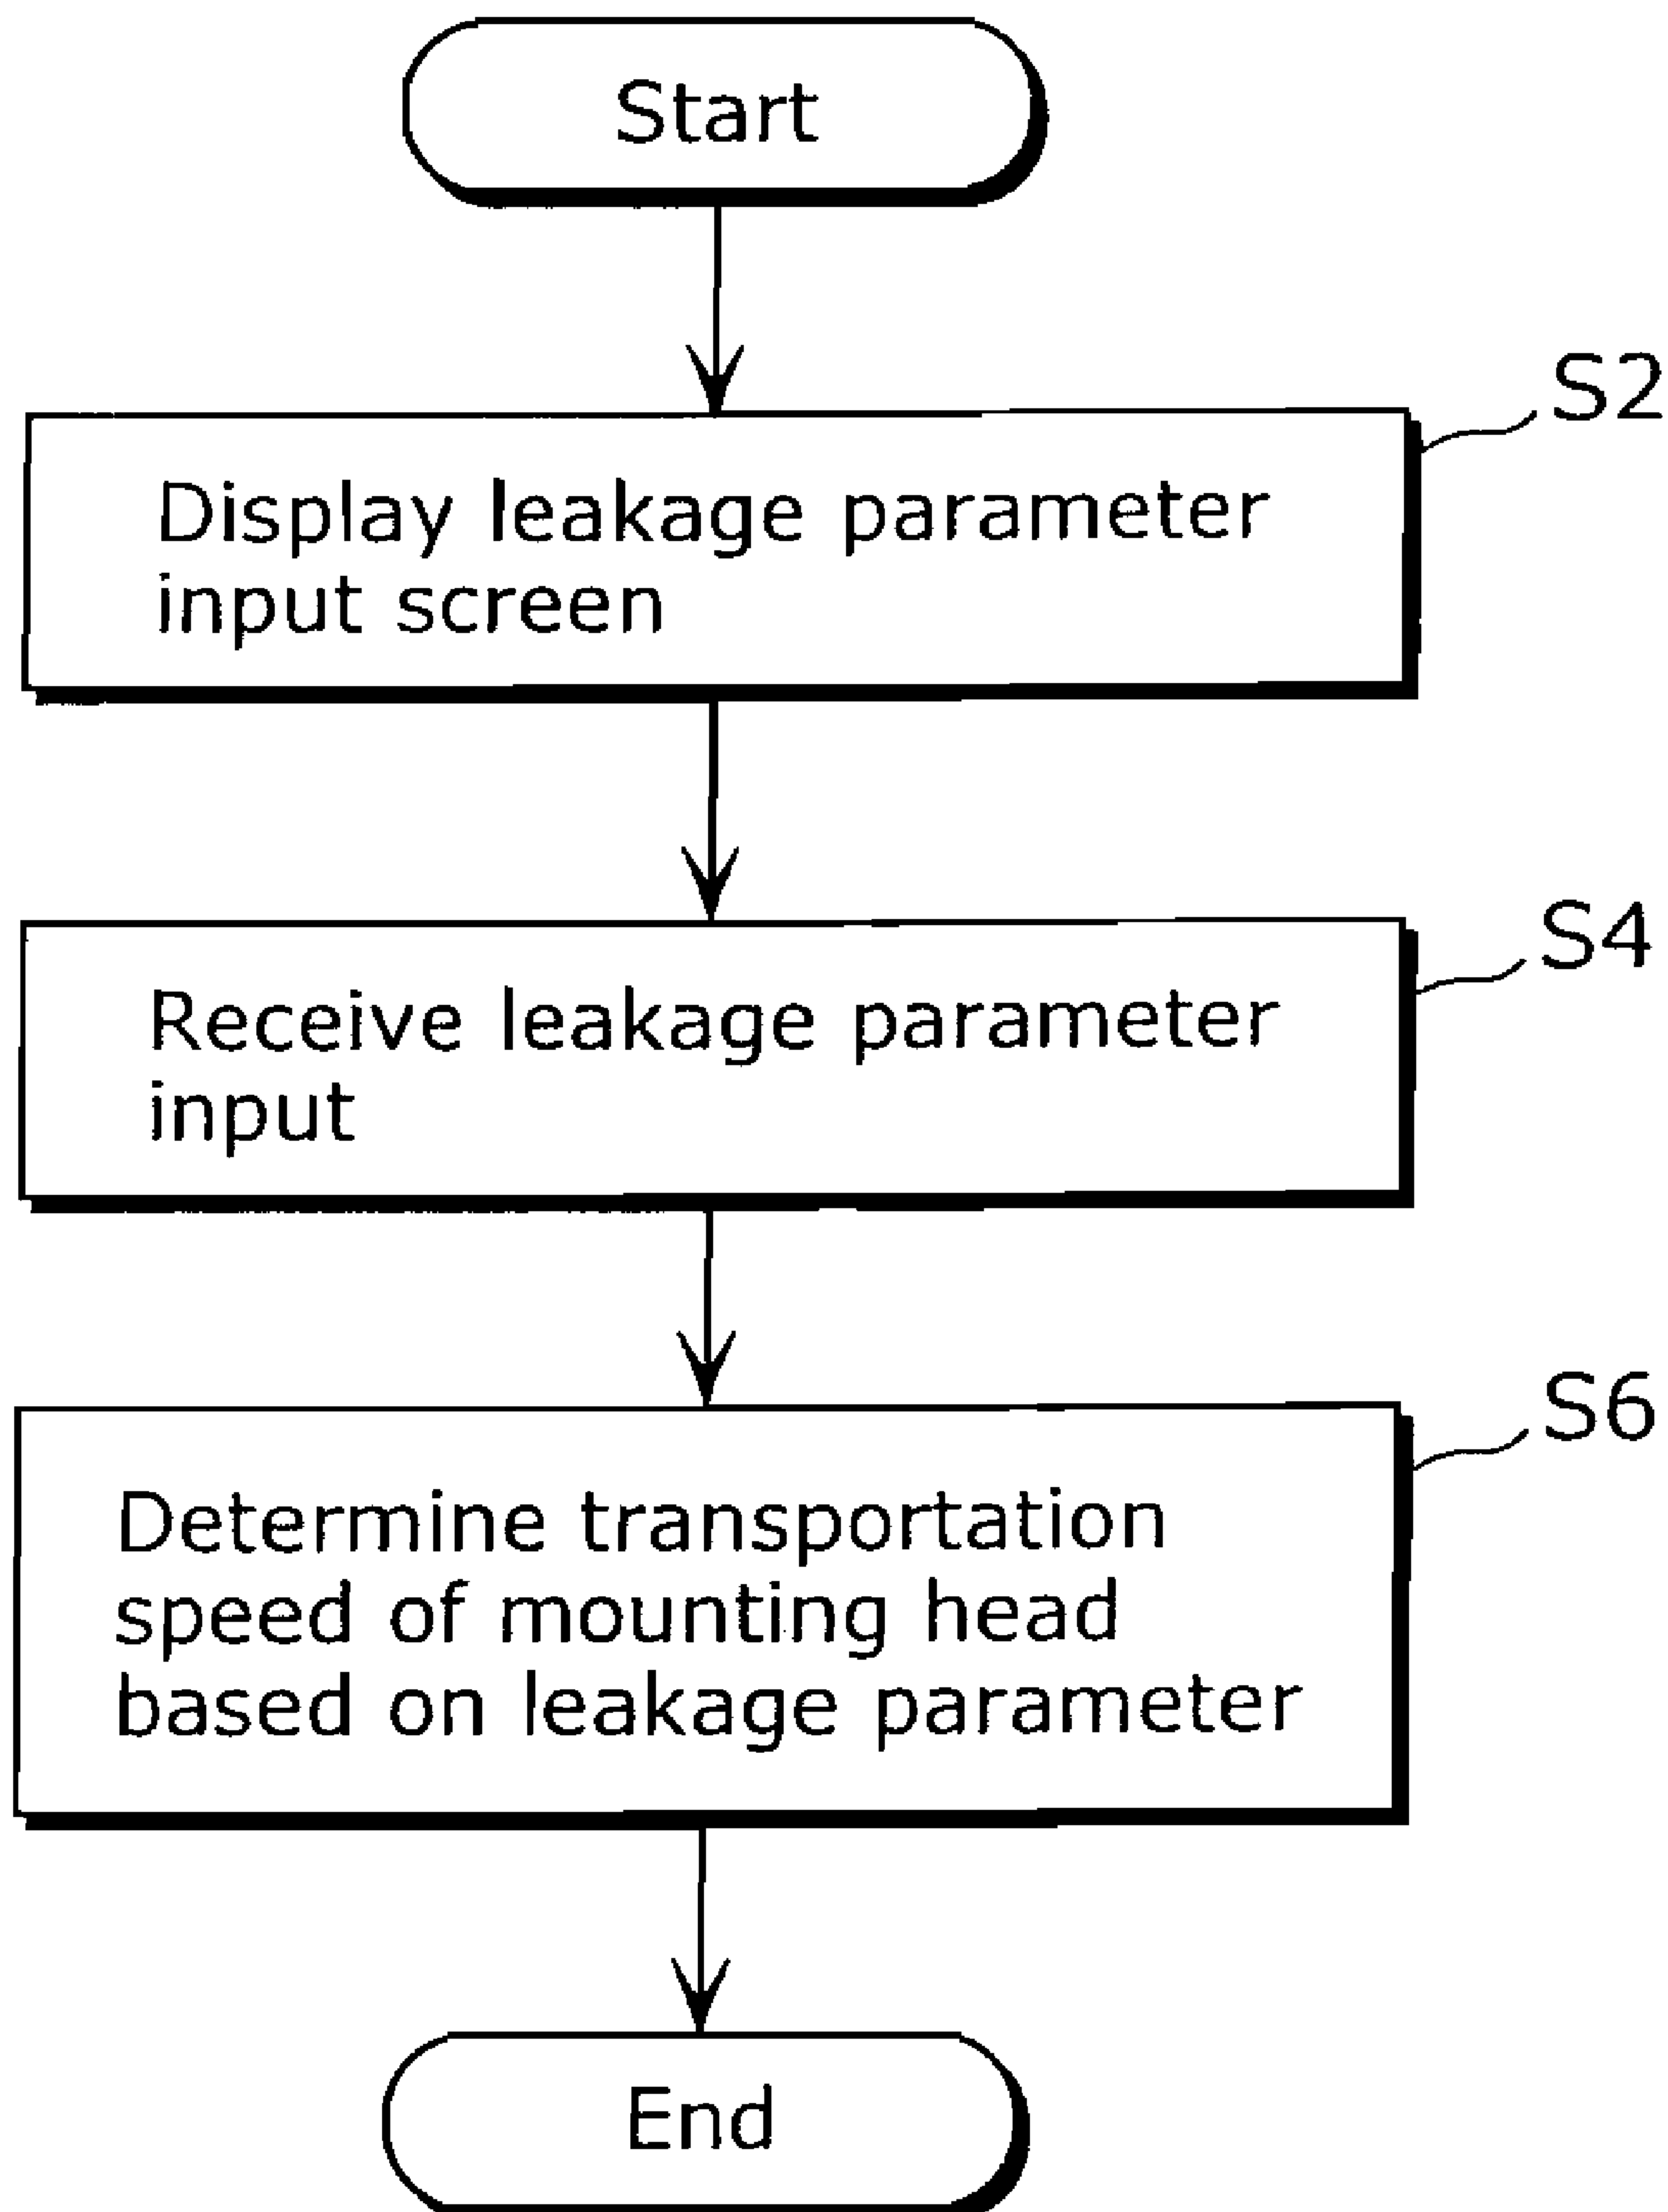 Start
S2
Display leakage parameter
input screen
S4
Receive leakage parameter
input
S6
Determine transportation
speed of mounting head
based on leakage parameter
End